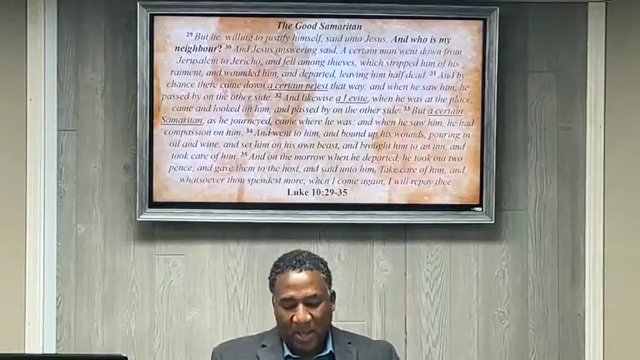 The Good Samaritan
29 But he, willing to justify himself, said unto Jesus, And who is my
neighbour? 30 And Jesus answering said, A certain man went down from
Jerusalem to Jericho, and fell among thieves, which stripped him of his
raiment, and wounded him, and departed, leaving him half dead. 31 And by
chance there came down a certain priest that way: and when he saw him, he
passed by on the other side. 32 And likewise a Levite, when he was at the place,
came and looked on him, and passed by on the other side. 33 But a certain
Samaritan, as he journeyed, came where he was: and when he saw him, he had
compassion on him, 34 And went to him, and bound up his wounds, pouring in
oil and wine, and set him on his own beast, and brought him to an inn, and
took care of him. 35 And on the morrow when he departed, he took out two
pence, and gave them to the host, and said unto him, Take care of him, and
whatsoever thou spendest more, when I come again, I will repay thee
Luke 10:29-35